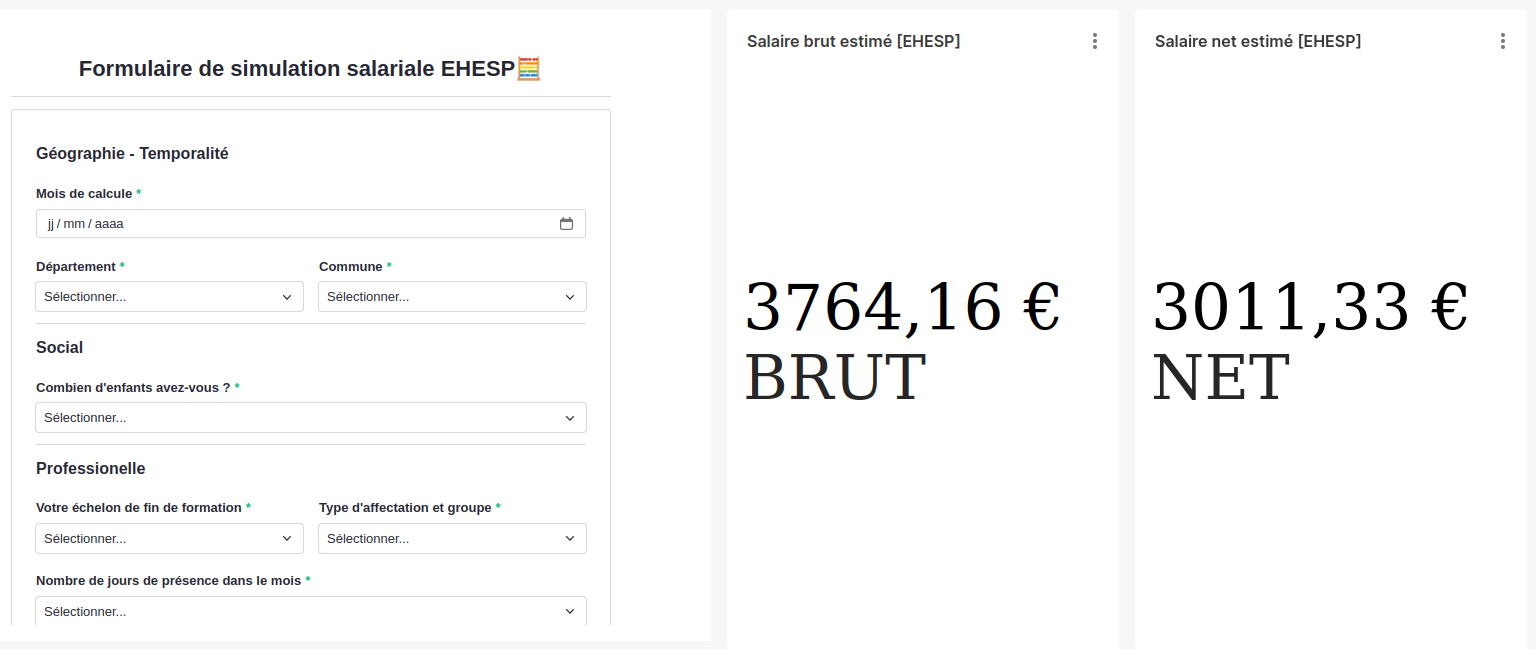 Formulaire de simulation salariale EHESP🧮
Géographie - Temporalité
Mois de calcule *
jj / mm / aaaa
Département * Commune *
Sélectionner... Sélectionner...
Social
Combien d'enfants avez-vous ? *
Sélectionner...
Professionelle
Votre échelon de fin de formation * Type d'affectation et groupe *
Sélectionner... Sélectionner...
Nombre de jours de présence dans le mois *
Sélectionner...
Salaire brut estimé [EHESP]
3764,16 €
BRUT
Salaire net estimé [EHESP]
3011,33 €
NET